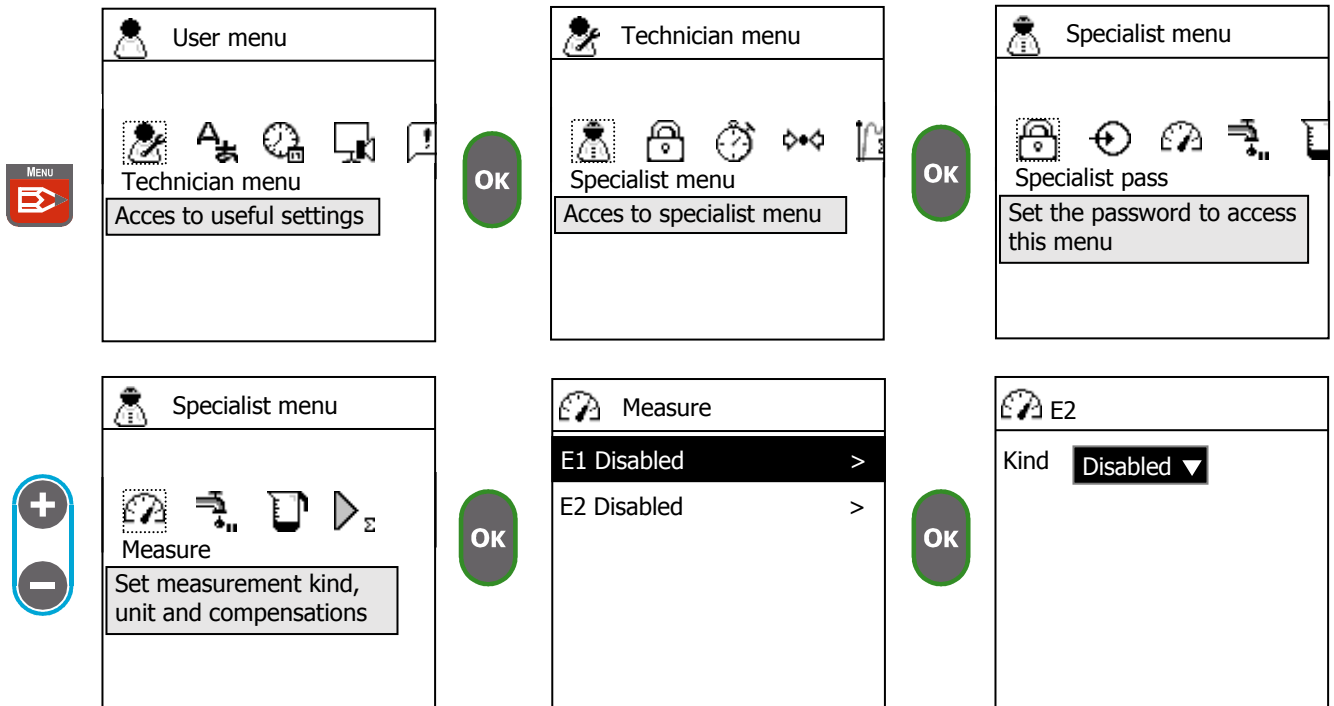 User menu
Technician menu
Acces to useful settings
MENU
OK
Technician menu
Specialist menu
Acces to specialist menu
OK
Specialist menu
Specialist pass
Set the password to access
this menu
+
−
Specialist menu
Measure
Set measurement kind,
unit and compensations
OK
Measure
E1 Disabled >
E2 Disabled >
OK
E2
Kind Disabled ▼